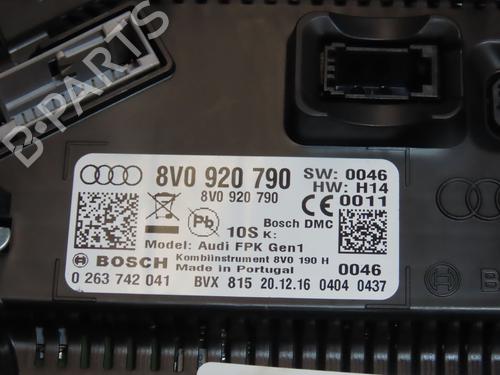 B-PARTS
8V0 920 790 SW: 0046
8V0 920 790 HW: H14
CE 0011
Pb Bosch DMC
10S K:
Model: Audi FPK Gen1
BOSCH Kombiinstrument 8V0 190 H
Made in Portugal 0046
0 263 742 041 BVX 815 20.12.16 0404 0437